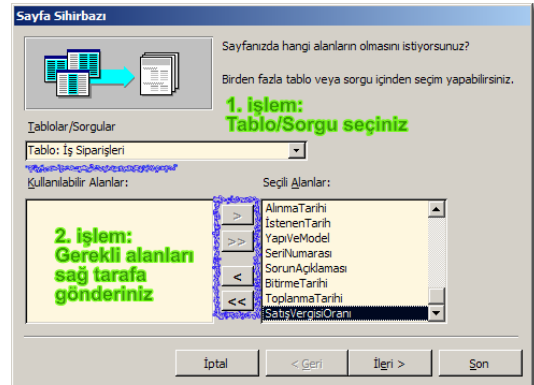 Sayfa Sihirbazı
Sayfanızda hangi alanların olmasını istiyorsunuz?
Birden fazla tablo veya sorgu içinden seçim yapabilirsiniz.
1. işlem:
Tablo/Sorgu seçiniz
Tablolar/Sorgular
Tablo: İş Siparişleri
Kullanılabilir Alanlar:
Seçili Alanlar:
2. işlem:
Gerekli alanları
sağ tarafa
gönderiniz
>
>>
<
<<
AlınmaTarihi
İstenenTarih
YapıVeModel
SeriNumarası
SorunAçıklaması
BitirmeTarihi
ToplanmaTarihi
SatışVergisiOranı
İptal
< Geri
İleri >
Son